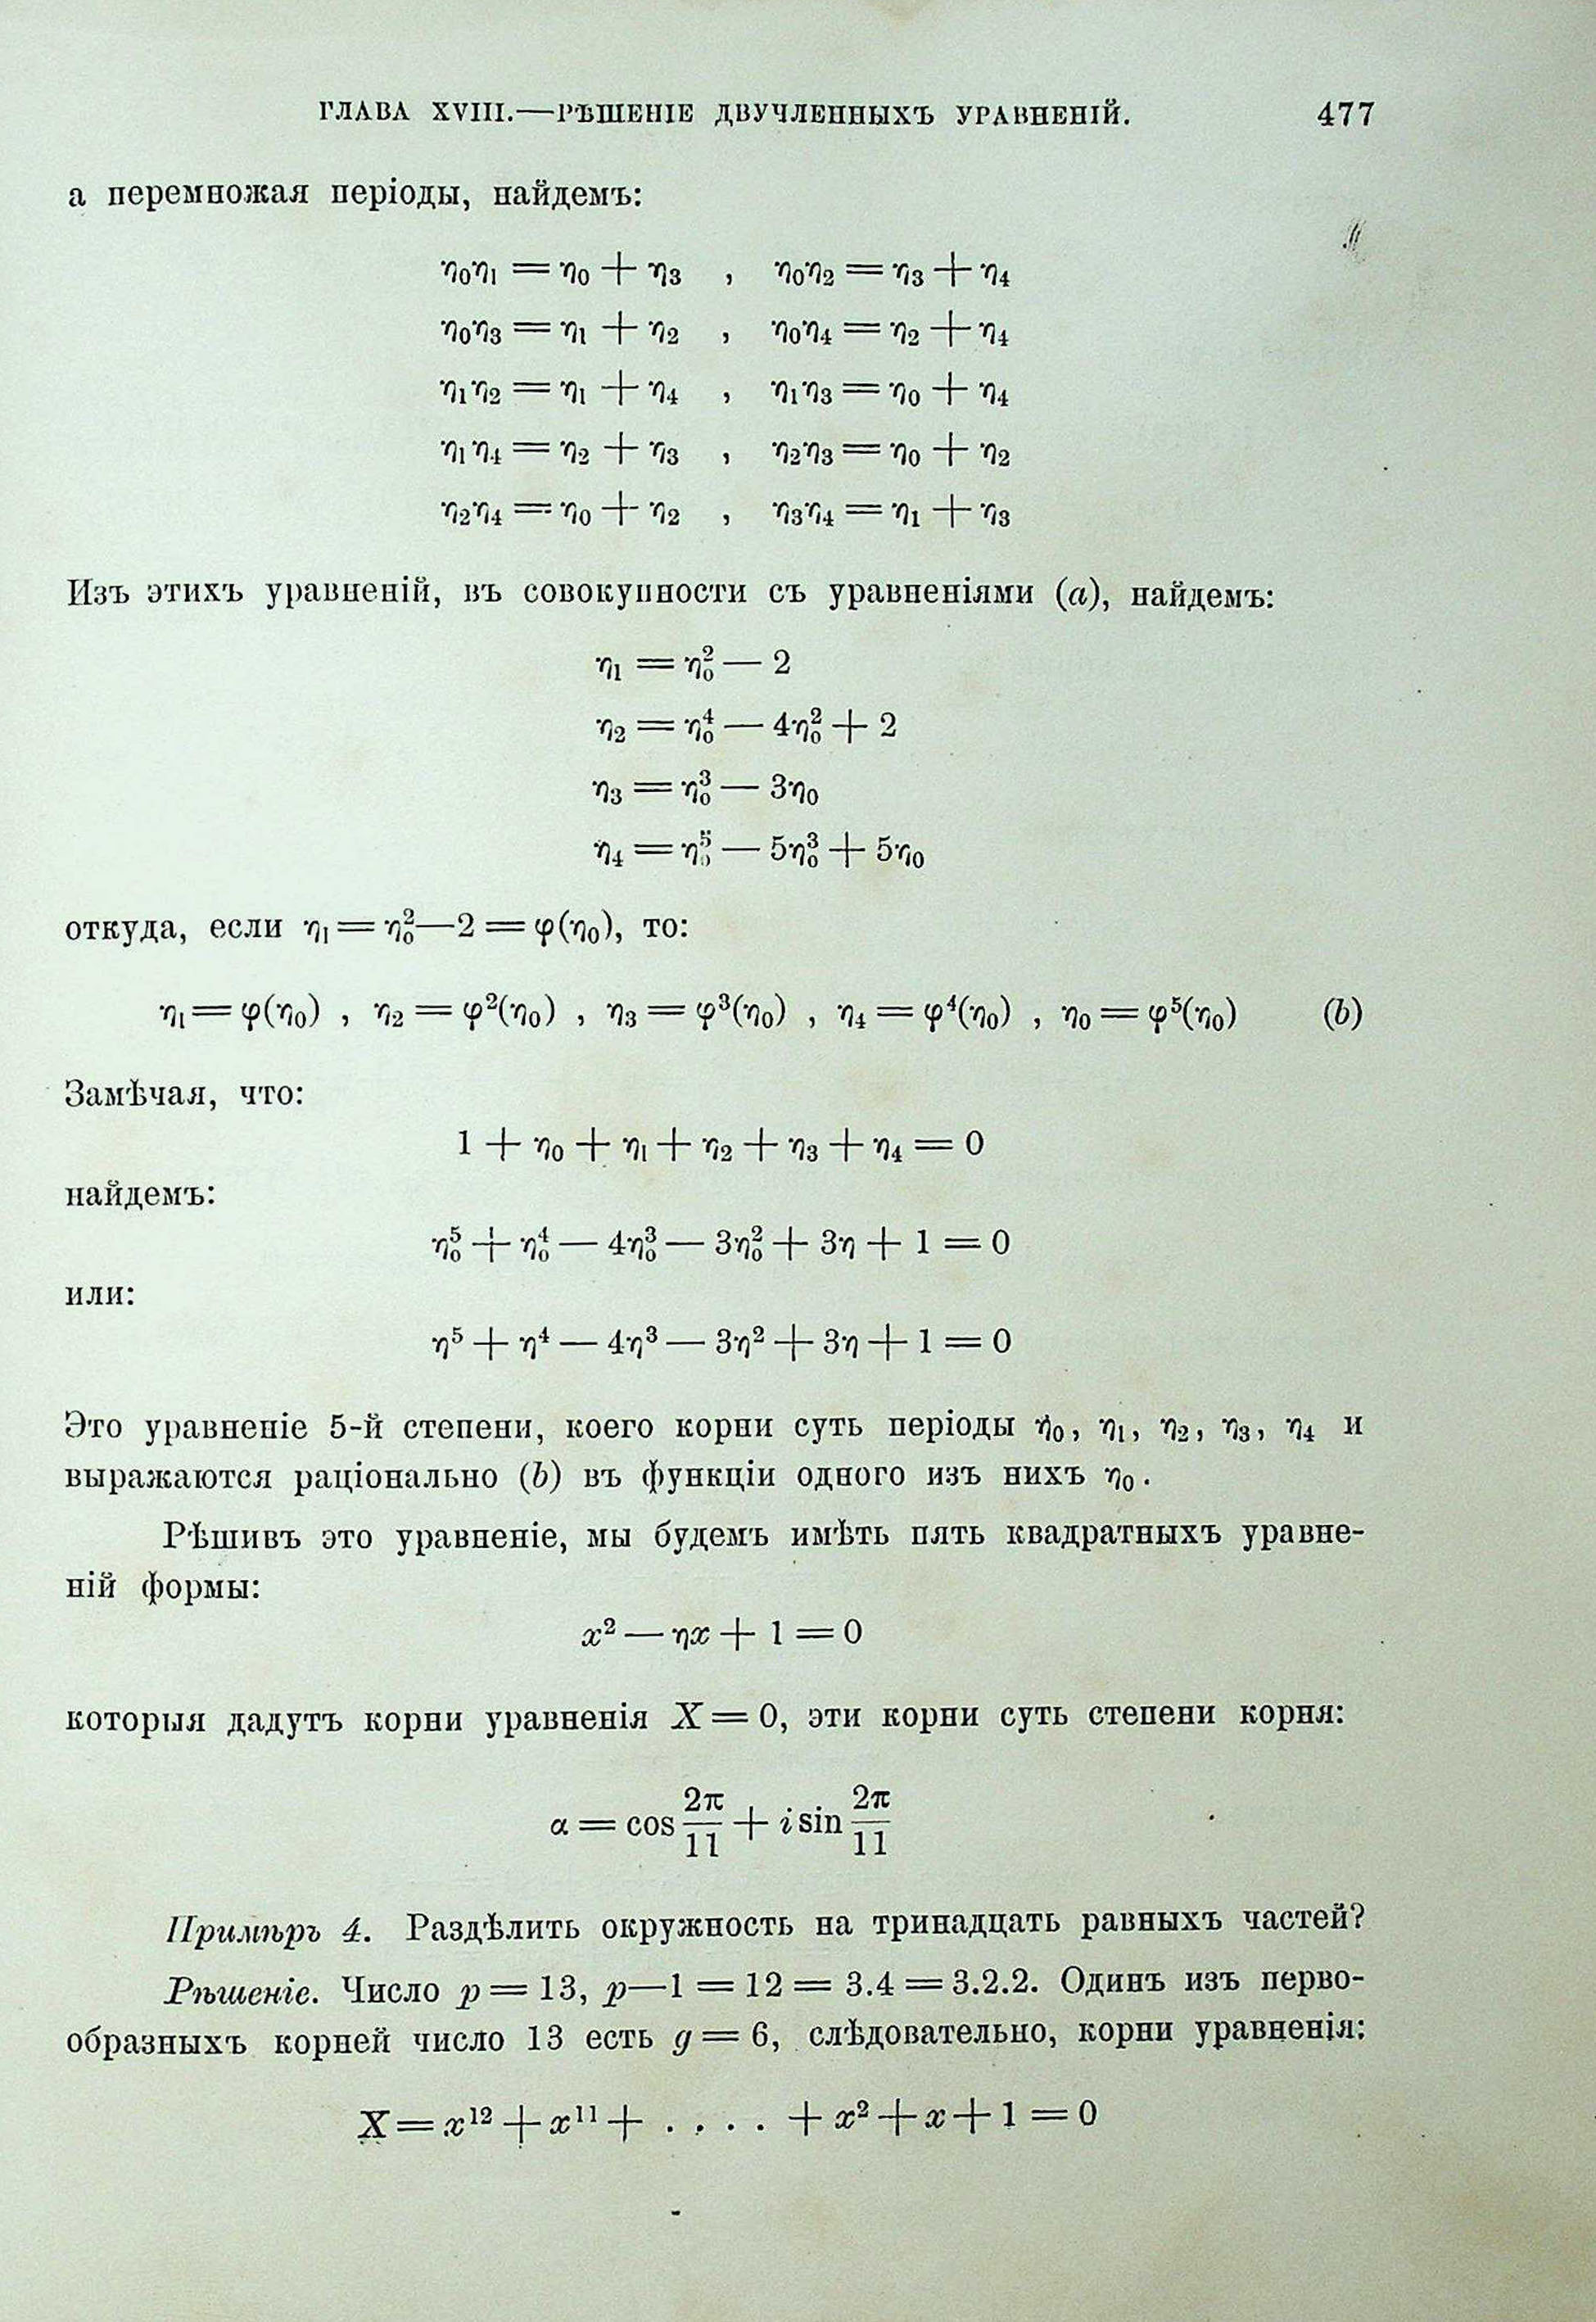 ГЛАВА XVIII.—РѢШЕНІЕ ДВУЧЛЕННЫХЪ УРАВНЕНІЙ. 477
а перемножая періоды, найдемъ:
η₀η₁ = η₀ + η₃ , η₀η₂ = η₃ + η₄
η₀η₃ = η₁ + η₂ , η₀η₄ = η₂ + η₄
η₁η₂ = η₁ + η₄ , η₁η₃ = η₀ + η₄
η₁η₄ = η₂ + η₃ , η₂η₃ = η₀ + η₂
η₂η₄ = η₀ + η₂ , η₃η₄ = η₁ + η₃
Изъ этихъ уравненій, въ совокупности съ уравненіями (a), найдемъ:
η₁ = η₀² — 2
η₂ = η₀⁴ — 4η₀² + 2
η₃ = η₀³ — 3η₀
η₄ = η₀⁵ — 5η₀³ + 5η₀
откуда, если η₁ = η₀² — 2 = φ(η₀), то:
η₁ = φ(η₀) , η₂ = φ²(η₀) , η₃ = φ³(η₀) , η₄ = φ⁴(η₀) , η₀ = φ⁵(η₀) (b)
Замѣчая, что:
1 + η₀ + η₁ + η₂ + η₃ + η₄ = 0
найдемъ:
η₀⁵ + η₀⁴ — 4η₀³ — 3η₀² + 3η + 1 = 0
или:
η⁵ + η⁴ — 4η³ — 3η² + 3η + 1 = 0
Это уравненіе 5-й степени, коего корни суть періоды η₀, η₁, η₂, η₃, η₄ и
выражаются раціонально (b) въ функціи одного изъ нихъ η₀.
Рѣшивъ это уравненіе, мы будемъ имѣть пять квадратныхъ уравне-
ній формы:
x² — ηx + 1 = 0
которыя дадутъ корни уравненія X = 0, эти корни суть степени корня:
α = cos 2π/11 + i sin 2π/11
Примѣръ 4. Раздѣлить окружность на тринадцать равныхъ частей?
Рѣшеніе. Число p = 13, p—1 = 12 = 3.4 = 3.2.2. Одинъ изъ перво-
образныхъ корней число 13 есть g = 6, слѣдовательно, корни уравненія:
X = x¹² + x¹¹ + . . . . + x² + x + 1 = 0